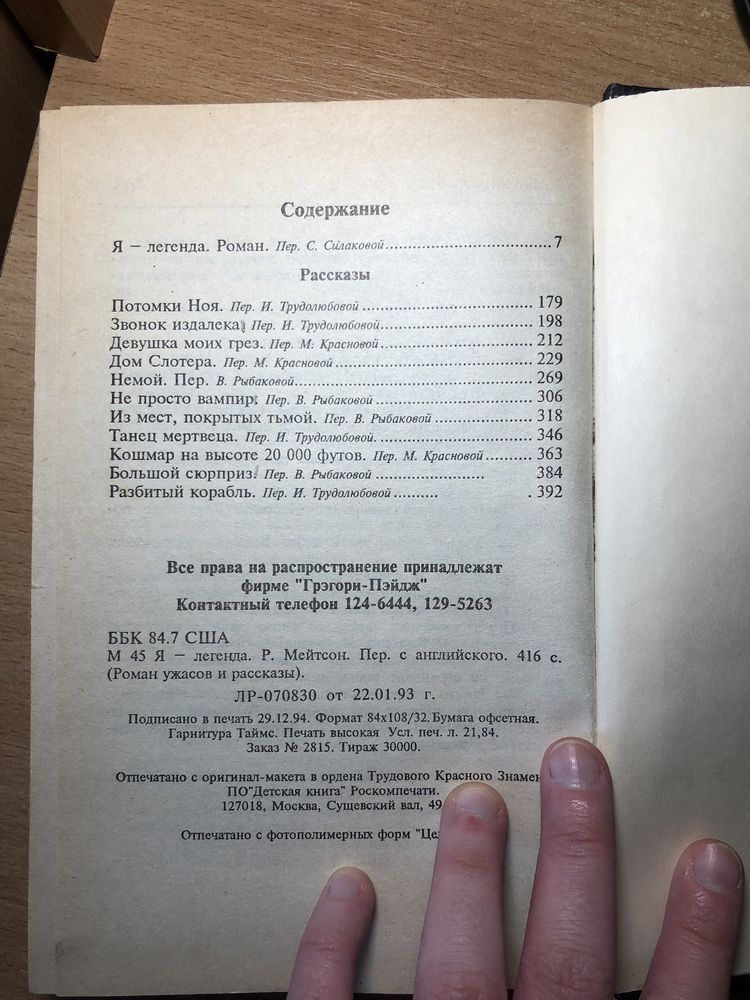 Содержание
Я – легенда. Роман. Пер. С. Силаковой....................................................7
Рассказы
Потомки Ноя. Пер. И. Трудолюбовой.................................... 179
Звонок издалека. Пер. И. Трудолюбовой................................. 198
Девушка моих грез. Пер. М. Красновой................................ 212
Дом Слотера. Пер. М. Красновой......................................... 229
Немой. Пер. В. Рыбаковой................................................... 269
Не просто вампир. Пер. В. Рыбаковой.................................. 306
Из мест, покрытых тьмой. Пер. В. Рыбаковой..................... 318
Танец мертвеца. Пер. И. Трудолюбовой................................ 346
Кошмар на высоте 20 000 футов. Пер. М. Красновой........... 363
Большой сюрприз. Пер. В. Рыбаковой........................ 384
Разбитый корабль. Пер. И. Трудолюбовой.......... . 392
Все права на распространение принадлежат
фирме "Грэгори-Пэйдж"
Контактный телефон 124-6444, 129-5263
ББК 84.7 США
М 45 Я – легенда. Р. Мейтсон. Пер. с английского. 416 с.
(Роман ужасов и рассказы).
ЛР-070830 от 22.01.93 г.
Подписано в печать 29.12.94. Формат 84х108/32. Бумага офсетная.
Гарнитура Таймс. Печать высокая Усл. печ. л. 21,84.
Заказ № 2815. Тираж 30000.
Отпечатано с оригинал-макета в ордена Трудового Красного Знамен
ПО"Детская книга" Роскомпечати.
127018, Москва, Сущевский вал, 49
Отпечатано с фотополимерных форм